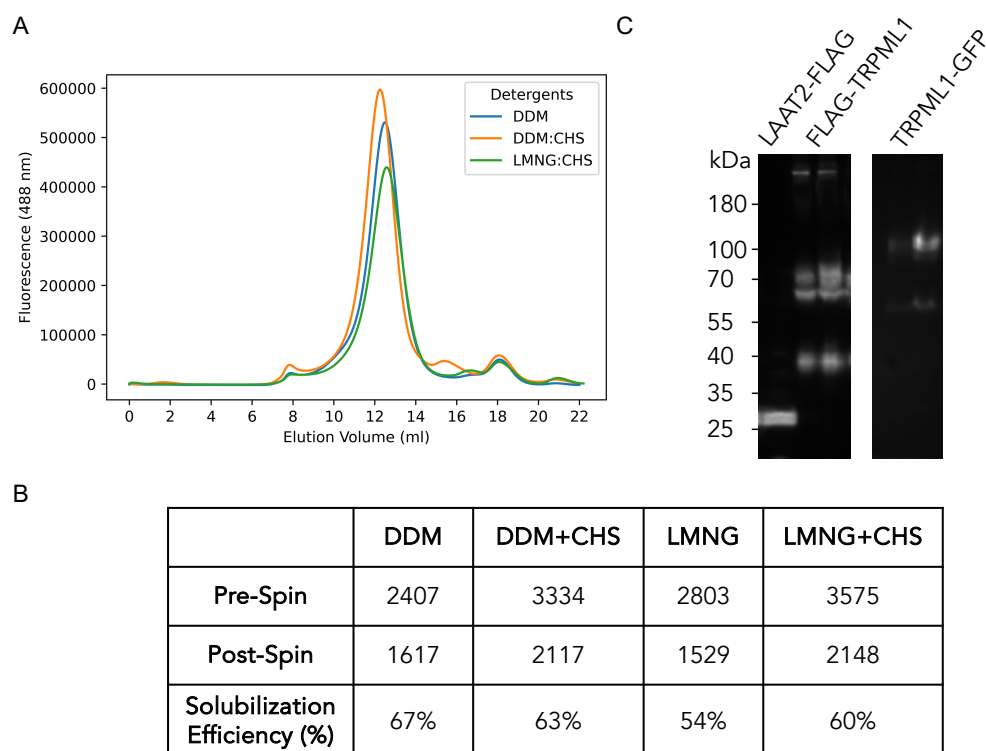 A
Fluorescence (488 nm)
600000
500000
400000
300000
200000
100000
0
0 2 4 6 8 10 12 14 16 18 20 22
Elution Volume (ml)
Detergents
DDM
DDM:CHS
LMNG:CHS
C
LAAT2-FLAG
FLAG-TRPML1
TRPML1-GFP
kDa
180
100
70
55
40
35
25
B
DDM DDM+CHS LMNG LMNG+CHS
Pre-Spin 2407 3334 2803 3575
Post-Spin 1617 2117 1529 2148
Solubilization
Efficiency (%) 67% 63% 54% 60%